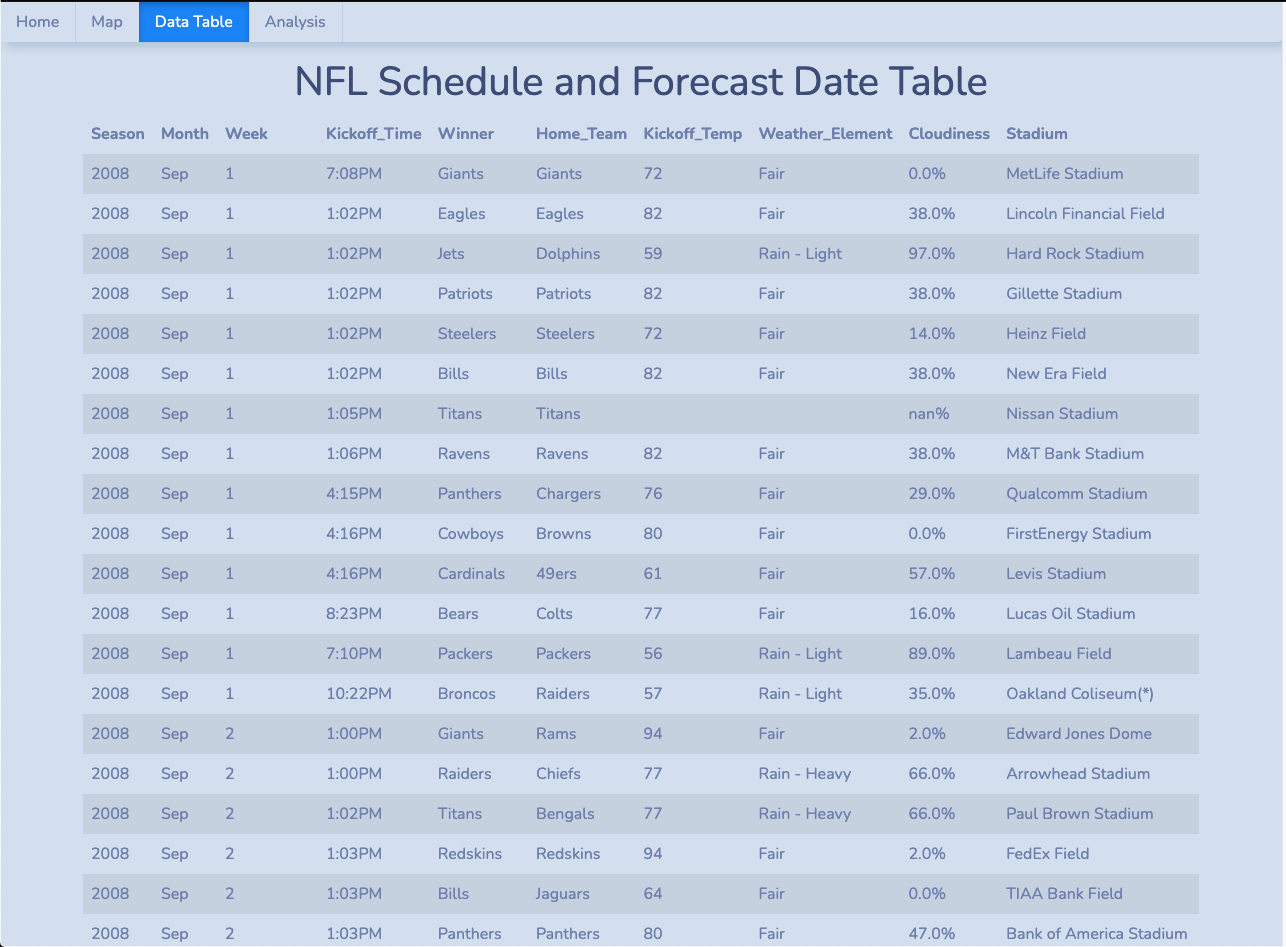 Home Map Data Table Analysis
NFL Schedule and Forecast Date Table
Season Month Week Kickoff_Time Winner Home_Team Kickoff_Temp Weather_Element Cloudiness Stadium
2008 Sep 1 7:08PM Giants Giants 72 Fair 0.0% MetLife Stadium
2008 Sep 1 1:02PM Eagles Eagles 82 Fair 38.0% Lincoln Financial Field
2008 Sep 1 1:02PM Jets Dolphins 59 Rain - Light 97.0% Hard Rock Stadium
2008 Sep 1 1:02PM Patriots Patriots 82 Fair 38.0% Gillette Stadium
2008 Sep 1 1:02PM Steelers Steelers 72 Fair 14.0% Heinz Field
2008 Sep 1 1:02PM Bills Bills 82 Fair 38.0% New Era Field
2008 Sep 1 1:05PM Titans Titans nan% Nissan Stadium
2008 Sep 1 1:06PM Ravens Ravens 82 Fair 38.0% M&T Bank Stadium
2008 Sep 1 4:15PM Panthers Chargers 76 Fair 29.0% Qualcomm Stadium
2008 Sep 1 4:16PM Cowboys Browns 80 Fair 0.0% FirstEnergy Stadium
2008 Sep 1 4:16PM Cardinals 49ers 61 Fair 57.0% Levis Stadium
2008 Sep 1 8:23PM Bears Colts 77 Fair 16.0% Lucas Oil Stadium
2008 Sep 1 7:10PM Packers Packers 56 Rain - Light 89.0% Lambeau Field
2008 Sep 1 10:22PM Broncos Raiders 57 Rain - Light 35.0% Oakland Coliseum(*)
2008 Sep 2 1:00PM Giants Rams 94 Fair 2.0% Edward Jones Dome
2008 Sep 2 1:00PM Raiders Chiefs 77 Rain - Heavy 66.0% Arrowhead Stadium
2008 Sep 2 1:02PM Titans Bengals 77 Rain - Heavy 66.0% Paul Brown Stadium
2008 Sep 2 1:03PM Redskins Redskins 94 Fair 2.0% FedEx Field
2008 Sep 2 1:03PM Bills Jaguars 64 Fair 0.0% TIAA Bank Field
2008 Sep 2 1:03PM Panthers Panthers 80 Fair 47.0% Bank of America Stadium